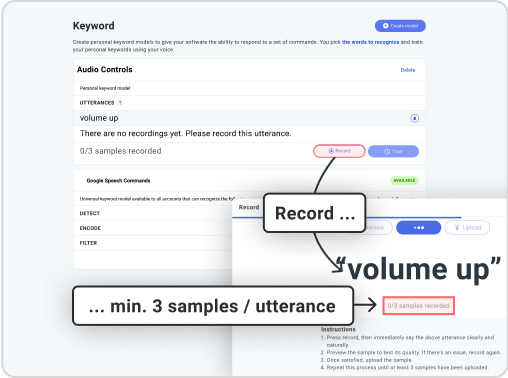 Keyword
Create model
Create personal keyword models to give your software the ability to respond to a set of commands. You pick the words to recognize and train
your personal keywords using your voice.
Audio Controls
Delete
Personal keyword model
UTTERANCES ?
volume up
There are no recordings yet. Please record this utterance.
0/3 samples recorded
Record
Train
Google Speech Commands
AVAILABLE
Universal keyword model available to all accounts that can recognize the
DETECT
ENCODE
FILTER
Record
Record ...
Upload
“volume up”
... min. 3 samples / utterance
0/3 samples recorded
Instructions
1. Press record, then immediately say the above utterance clearly and
naturally.
2. Preview the sample to test its quality. If there's an issue, record again.
3. Once satisfied, upload the sample.
4. Repeat this process until at least 3 samples have been uploaded.